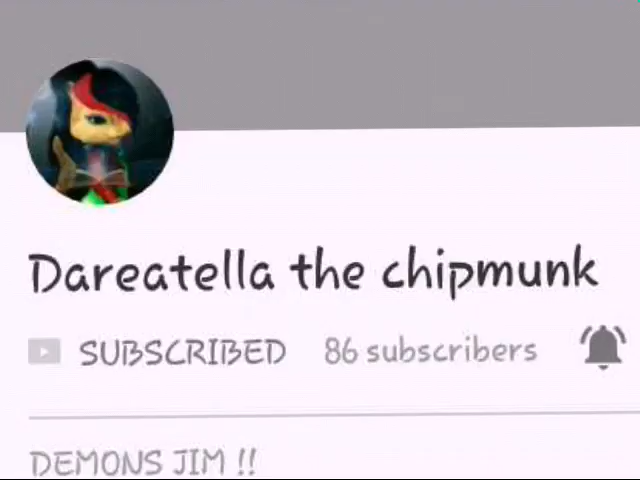 Dareatella the chipmunk
SUBSCRIBED 86 subscribers
DEMONS JIM !!